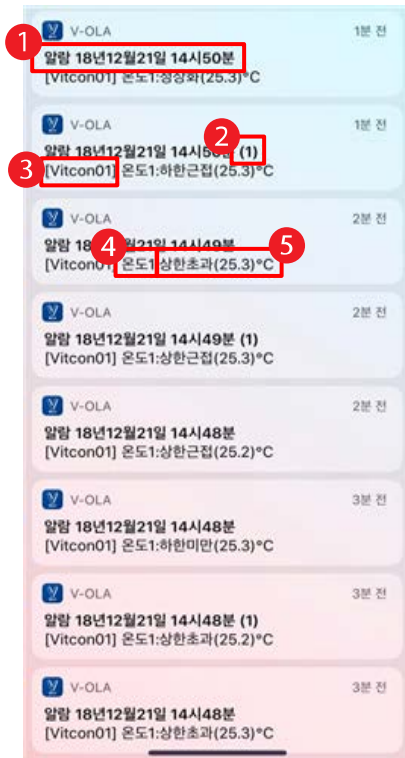 V-OLA 1분 전
1
알람 18년12월21일 14시50분
[Vitcon01] 온도1:정상화(25.3)°C
V-OLA 1분 전
2
알람 18년12월21일 14시50분 (1)
3
[Vitcon01] 온도1:하한근접(25.3)°C
V-OLA 2분 전
4 5
알람 18년12월21일 14시49분
[Vitcon01] 온도1:상한초과(25.3)°C
V-OLA 2분 전
알람 18년12월21일 14시49분 (1)
[Vitcon01] 온도1:상한근접(25.3)°C
V-OLA 2분 전
알람 18년12월21일 14시48분
[Vitcon01] 온도1:상한근접(25.2)°C
V-OLA 3분 전
알람 18년12월21일 14시48분
[Vitcon01] 온도1:하한미만(25.3)°C
V-OLA 3분 전
알람 18년12월21일 14시48분 (1)
[Vitcon01] 온도1:상한초과(25.2)°C
V-OLA 3분 전
알람 18년12월21일 14시48분
[Vitcon01] 온도1:상한초과(25.3)°C